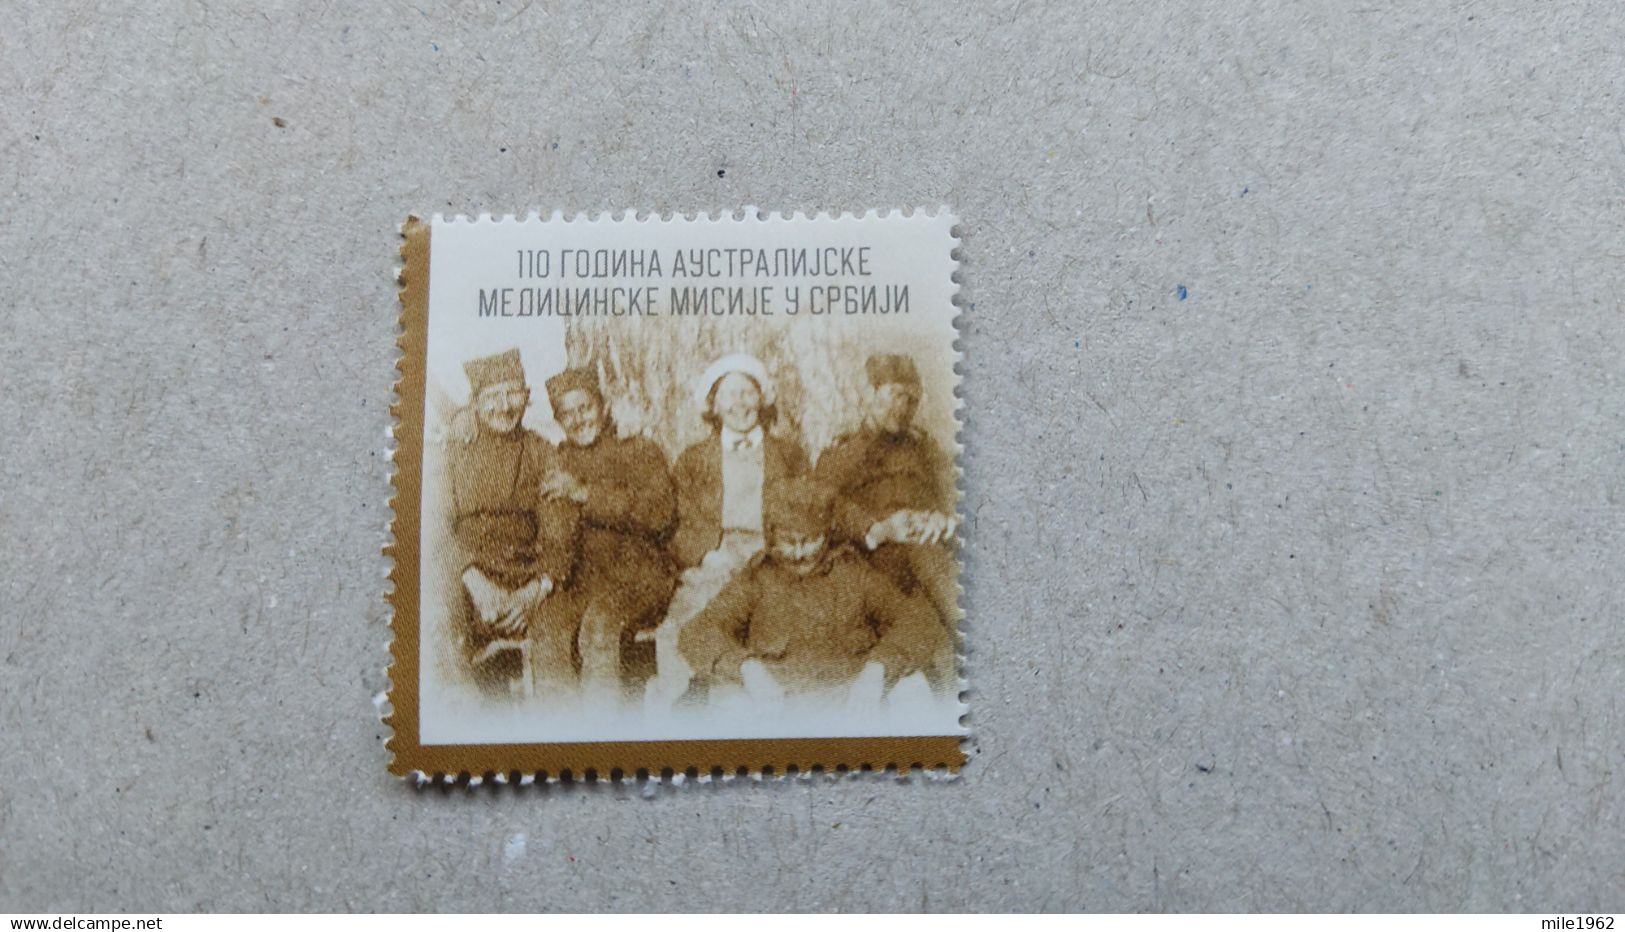 110 ГОДИНА АУСТРАЛИЈСКЕ
МЕДИЦИНСКЕ МИСИЈЕ У СРБИЈИ
www.delcampe.net
mile1962